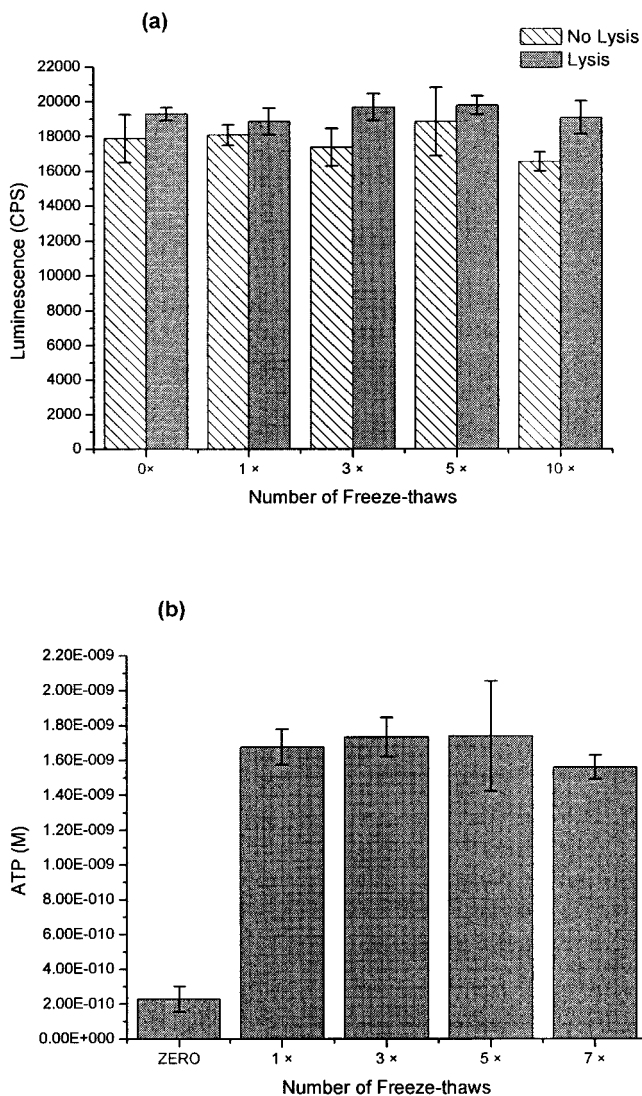 (a)
No Lysis
Lysis
22000
20000
18000
16000
14000
12000
10000
8000
6000
4000
2000
0
Luminescence (CPS)
0× 1 × 3 × 5 × 10 ×
Number of Freeze-thaws
(b)
2.20E-009
2.00E-009
1.80E-009
1.60E-009
1.40E-009
1.20E-009
1.00E-009
8.00E-010
6.00E-010
4.00E-010
2.00E-010
0.00E+000
ATP (M)
ZERO 1 × 3 × 5 × 7 ×
Number of Freeze-thaws